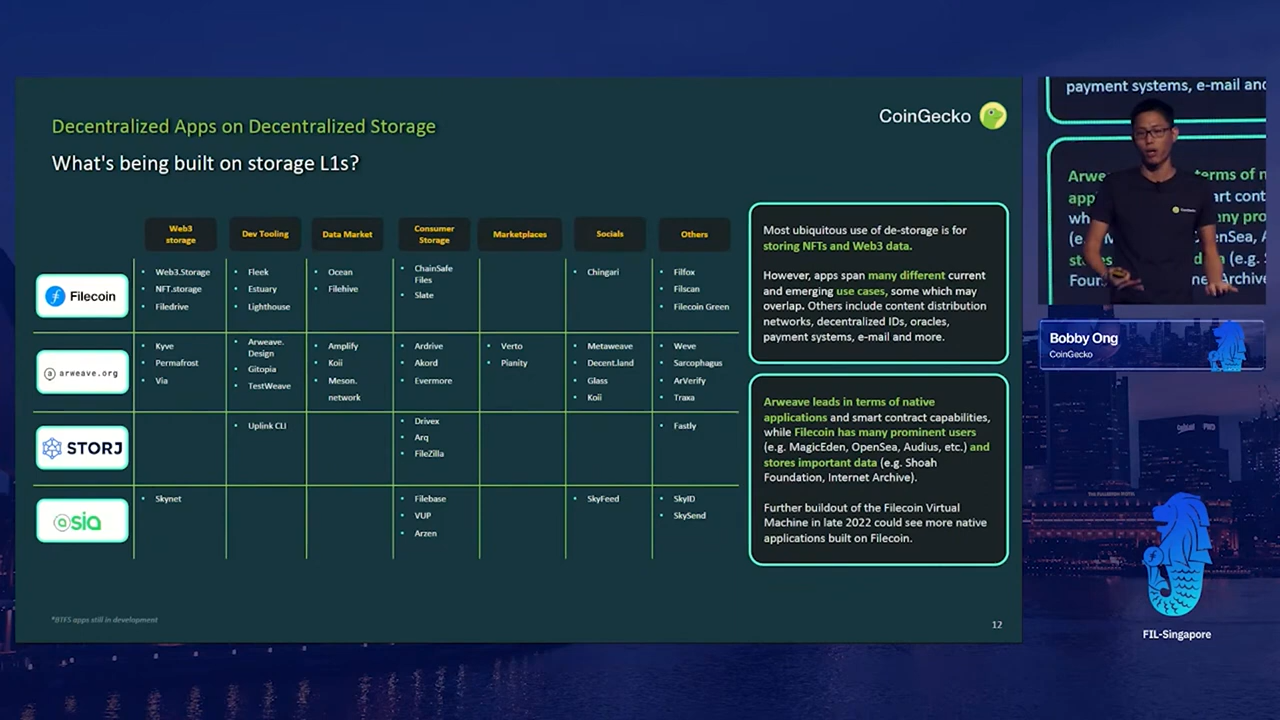 Decentralized Apps on Decentralized Storage
What's being built on storage L1s?
CoinGecko
Web3
storage
Dev Tooling
Data Market
Consumer
Storage
Marketplaces
Socials
Others
Filecoin
• Web3.Storage
• NFT.storage
• Filedrive
• Fleek
• Estuary
• Lighthouse
• Ocean
• Filehive
• ChainSafe
Files
• Slate
• Chingari
• Filfox
• Filscan
• Filecoin Green
arweave.org
• Kyve
• Permafrost
• Via
• Arweave.
Design
• Gitopia
• TestWeave
• Amplify
• Koii
• Meson.
network
• Ardrive
• Akord
• Evermore
• Verto
• Pianity
• Metaweave
• Decent.land
• Glass
• Koii
• Weve
• Sarcophagus
• ArVerify
• Traxa
STORJ
• Uplink CLI
• Drivex
• Arq
• FileZilla
• Fastly
sia
• Skynet
• Filebase
• VUP
• Arzen
• SkyFeed
• SkyID
• SkySend
Most ubiquitous use of de-storage is for
storing NFTs and Web3 data.
However, apps span many different current
and emerging use cases, some which may
overlap. Others include content distribution
networks, decentralized IDs, oracles,
payment systems, e-mail and more.
Arweave leads in terms of native
applications and smart contract capabilities,
while Filecoin has many prominent users
(e.g. MagicEden, OpenSea, Audius, etc.) and
stores important data (e.g. Shoah
Foundation, Internet Archive).
Further buildout of the Filecoin Virtual
Machine in late 2022 could see more native
applications built on Filecoin.
*BTFS apps still in development
12
payment systems, e-mail and
Bobby Ong
CoinGecko
FIL-Singapore